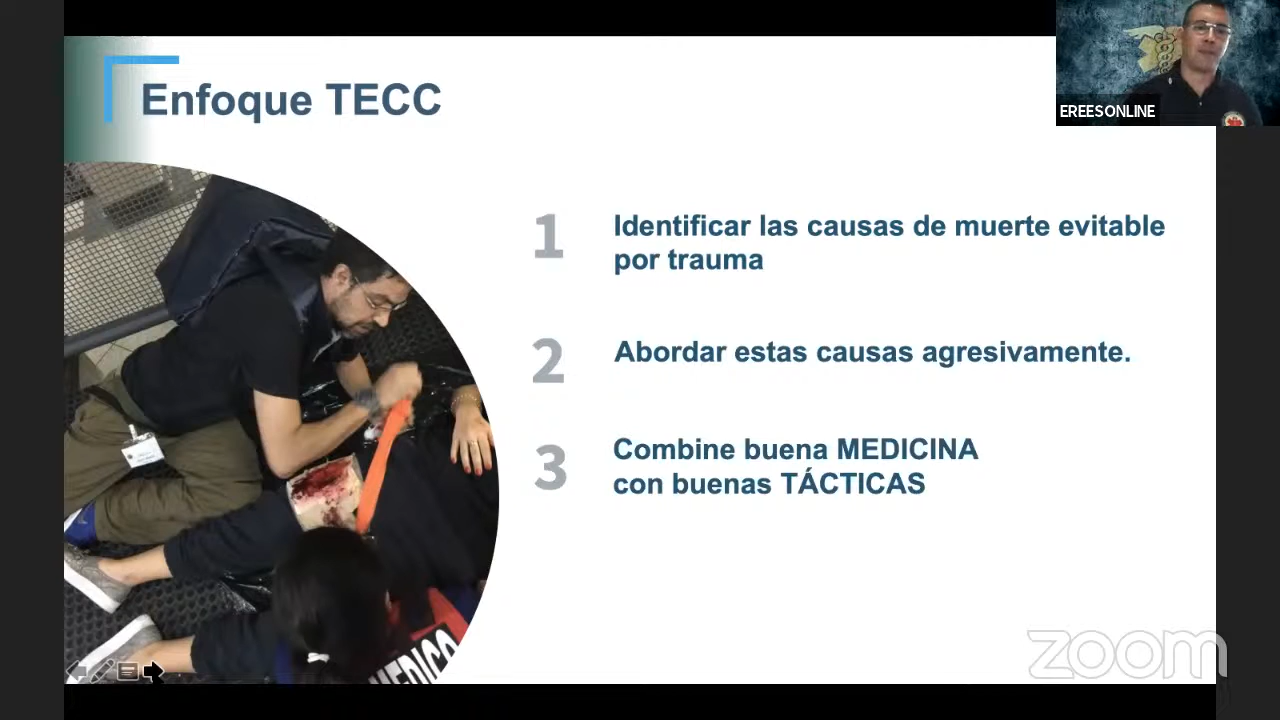 Enfoque TECC
EREESONLINE
1
Identificar las causas de muerte evitable
por trauma
2
Abordar estas causas agresivamente.
3
Combine buena MEDICINA
con buenas TÁCTICAS
MEDICO
zoom